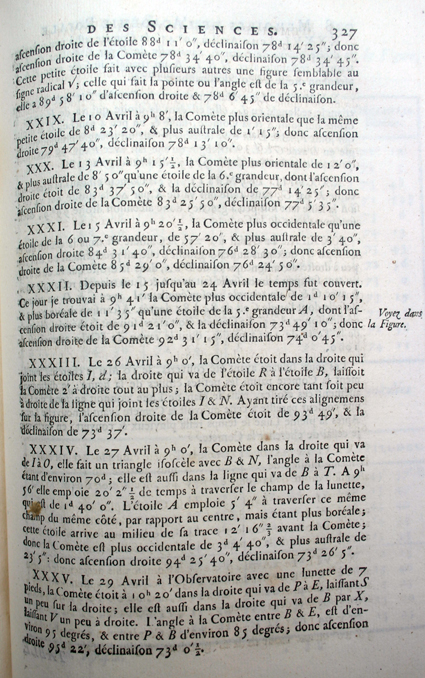 DES SCIENCES. 327
ascension droite de l'étoile 88d 11′ 0″, déclinaison 78d 14′ 25″; donc
ascension droite de la Comète 78d 34′ 40″, déclinaison 78d 34′ 45″.
Cette petite étoile fait avec plusieurs autres une figure semblable au
signe radical √; celle qui fait la pointe ou l'angle est de la 5.e grandeur,
elle a 89d 58′ 10″ d'ascension droite & 78d 6′ 45″ de déclinaison.
XXIX. Le 10 Avril à 9h 8′, la Comète plus orientale que la même
petite étoile de 8d 23′ 20″, & plus australe de 1′ 15″; donc ascension
droite 79d 47′ 40″, déclinaison 78d 13′ 10″.
XXX. Le 13 Avril à 9h 15′½, la Comète plus orientale de 12′ 0″,
& plus australe de 8′ 50″ qu'une étoile de la 6.e grandeur, dont l'ascension
droite étoit de 83d 37′ 50″, & la déclinaison de 77d 14′ 25″; donc
ascension droite de la Comète 83d 25′ 50″, déclinaison 77d 5′ 35″.
XXXI. Le 15 Avril à 9h 20′½, la Comète plus occidentale qu'une
étoile de la 6 ou 7.e grandeur, de 57′ 20″, & plus australe de 3′ 40″,
ascension droite 84d 31′ 40″, déclinaison 76d 28′ 30″; donc ascension
droite de la Comète 85d 29′ 0″, déclinaison 76d 24′ 50″.
XXXII. Depuis le 15 jusqu'au 24 Avril le temps fut couvert.
Ce jour je trouvai à 9h 41′ la Comète plus occidentale de 1d 10′ 15″,
& plus boréale de 11′ 35″ qu'une étoile de la 5.e grandeur A, dont l'as-
cension droite étoit de 91d 21′ 0″, & la déclinaison 73d 49′ 10″; donc
ascension droite de la Comète 92d 31′ 15″, déclinaison 74d 0′ 45″.
Voyez dans
la Figure.
XXXIII. Le 26 Avril à 9h 0′, la Comète étoit dans la droite qui
joint les étoiles I, d; la droite qui va de l'étoile R à l'étoile B, laissoit
la Comète 2′ à droite tout au plus; la Comète étoit encore tant soit peu
à droite de la ligne qui joint les étoiles I & N. Ayant tiré ces alignemens
sur la figure, l'ascension droite de la Comète étoit de 93d 49′, & la
déclinaison de 73d 37′.
XXXIV. Le 27 Avril à 9h 0′, la Comète dans la droite qui va
de I à O, elle fait un triangle isoscèle avec B & N, l'angle à la Comète
étant d'environ 70d; elle est aussi dans la ligne qui va de B à T. A 9h
56′ elle emploie 20′ 2″½ de temps à traverser le champ de la lunette,
qui est de 1d 40′ 0″. L'étoile A emploie 5′ 4″ à traverser ce même
champ du même côté, par rapport au centre, mais étant plus boréale;
cette étoile arrive au milieu de sa trace 12′ 16″½ avant la Comète;
donc la Comète est plus occidentale de 3d 4′ 40″, & plus australe de
23′ 5″: donc ascension droite 94d 25′ 40″, déclinaison 73d 26′ 5″.
XXXV. Le 29 Avril à l'Observatoire avec une lunette de 7
pieds, la Comète étoit à 10h 20′ dans la droite qui va de P à E, laissant S
un peu sur la droite; elle est aussi dans la droite qui va de B par X,
laissant V un peu à droite. L'angle à la Comète entre B & E, est d'en-
viron 95 degrés, & entre P & B d'environ 85 degrés; donc ascension
droite 95d 22′, déclinaison 73d 0′½.